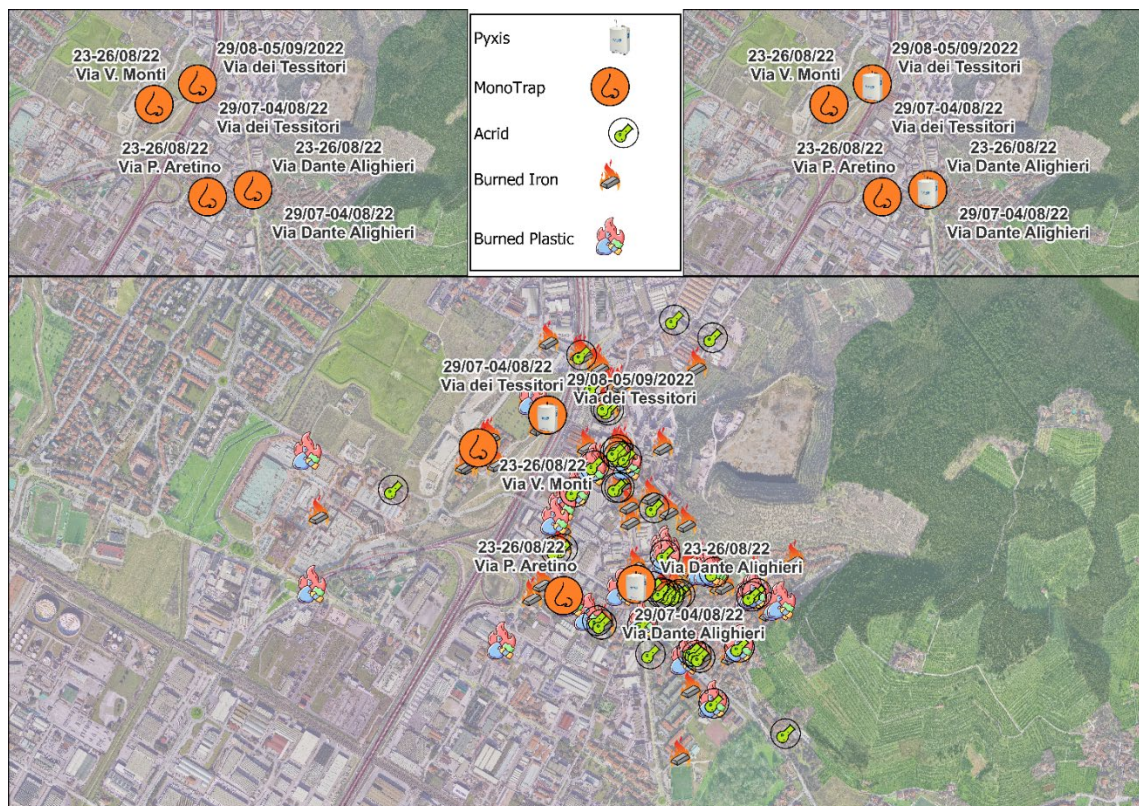 23-26/08/22
Via V. Monti
29/08-05/09/2022
Via dei Tessitori
29/07-04/08/22
Via dei Tessitori
23-26/08/22
Via P. Aretino
23-26/08/22
Via Dante Alighieri
29/07-04/08/22
Via Dante Alighieri
Pyxis
MonoTrap
Acrid
Burned Iron
Burned Plastic
23-26/08/22
Via V. Monti
29/08-05/09/2022
Via dei Tessitori
29/07-04/08/22
Via dei Tessitori
23-26/08/22
Via P. Aretino
23-26/08/22
Via Dante Alighieri
29/07-04/08/22
Via Dante Alighieri
29/07-04/08/22
Via dei Tessitori
29/08-05/09/2022
Via dei Tessitori
23-26/08/22
Via V. Monti
23-26/08/22
Via P. Aretino
23-26/08/22
Via Dante Alighieri
29/07-04/08/22
Via Dante Alighieri